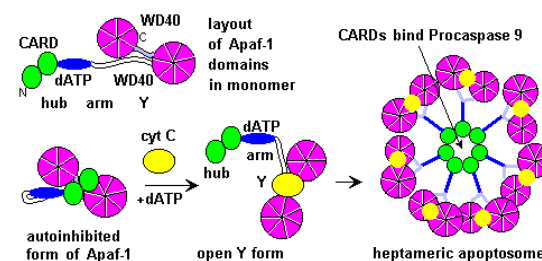 WD40
CARD
C
dATP
WD40
N
hub arm Y
layout
of Apaf-1
domains
in monomer
CARDs bind Procaspase 9
cyt C
+dATP
dATP
arm
hub
Y
autoinhibited
form of Apaf-1
open Y form
heptameric apoptosome